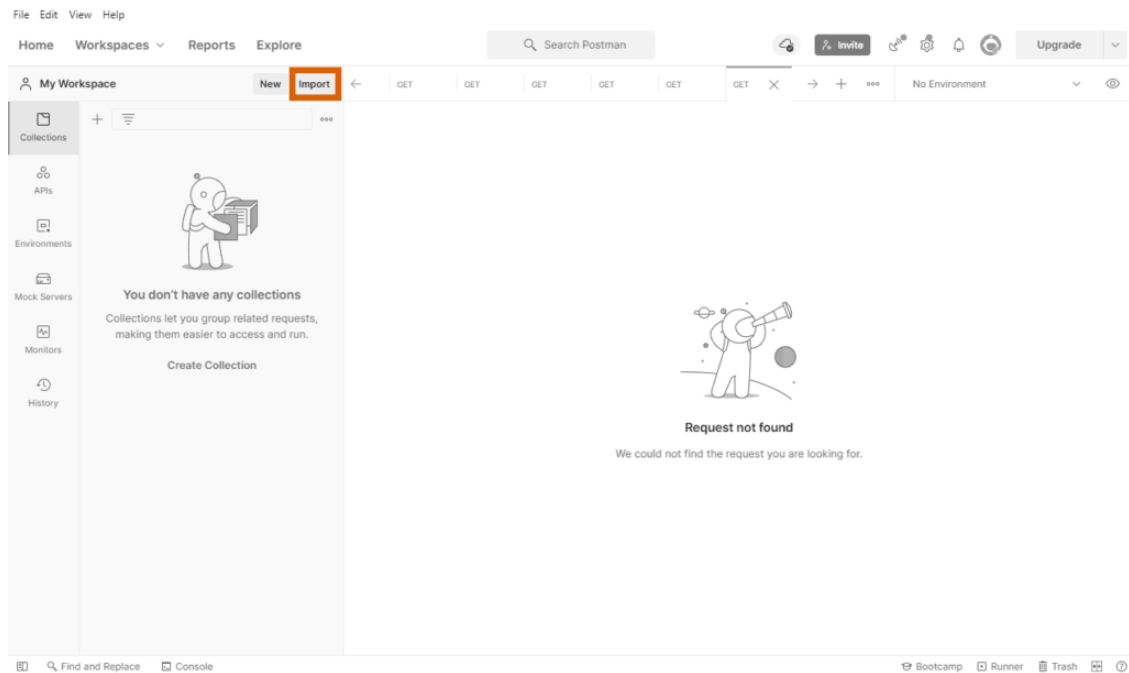 File Edit View Help
Home Workspaces Reports Explore Search Postman Invite Upgrade
My Workspace New Import GET GET GET GET GET GET No Environment
Collections
APIs
Environments
Mock Servers
Monitors
History
You don't have any collections
Collections let you group related requests,
making them easier to access and run.
Create Collection
Request not found
We could not find the request you are looking for.
Find and Replace Console Bootcamp Runner Trash